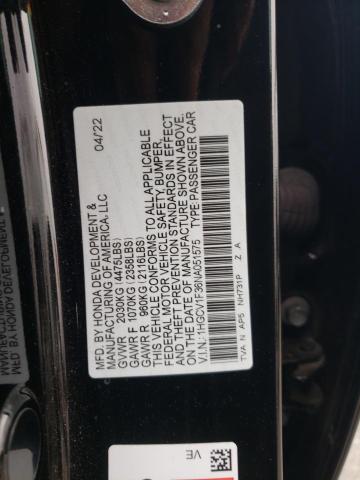 MFD. BY HONDA DEVELOPMENT & 04/22
MANUFACTURING OF AMERICA, LLC
GVWR 2030KG (4475LBS)
GAWR F 1070KG (2358LBS)
GAWR R 960KG (2116LBS)
THIS VEHICLE CONFORMS TO ALL APPLICABLE
FEDERAL MOTOR VEHICLE SAFETY, BUMPER,
AND THEFT PREVENTION STANDARDS IN EFFECT
ON THE DATE OF MANUFACTURE SHOWN ABOVE.
V.I.N.: 1HGCV1F36NA051575 TYPE: PASSENGER CAR
TVA N AP5 NH731P Z A
VE